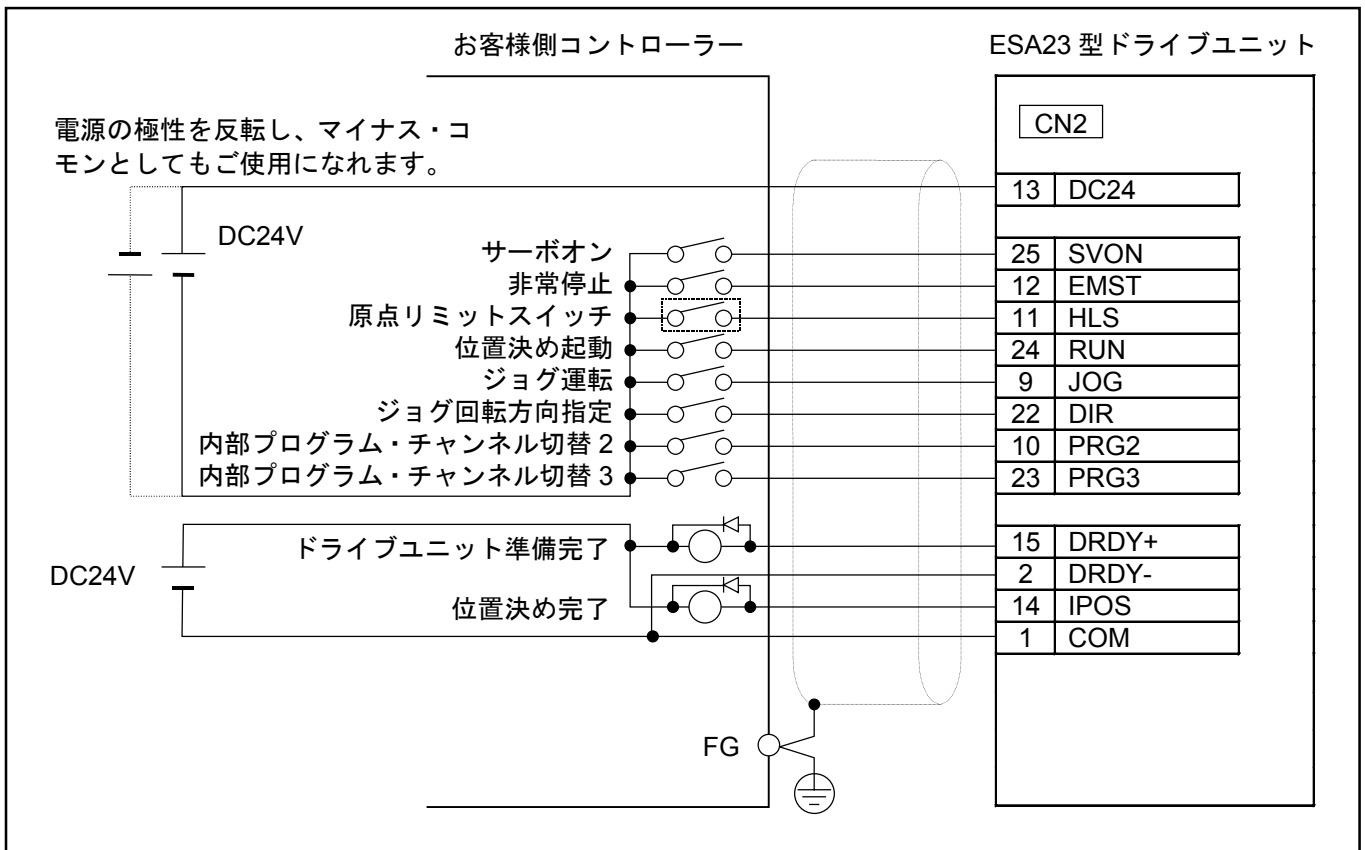 お客様側コントローラー
ESA23 型ドライブユニット
CN2
電源の極性を反転し、マイナス・コ
モンとしてもご使用になれます。
13 DC24
DC24V
サーボオン 25 SVON
非常停止 12 EMST
原点リミットスイッチ 11 HLS
位置決め起動 24 RUN
ジョグ運転 9 JOG
ジョグ回転方向指定 22 DIR
内部プログラム・チャンネル切替 2 10 PRG2
内部プログラム・チャンネル切替 3 23 PRG3
ドライブユニット準備完了 15 DRDY+
DC24V 2 DRDY-
位置決め完了 14 IPOS
1 COM
FG